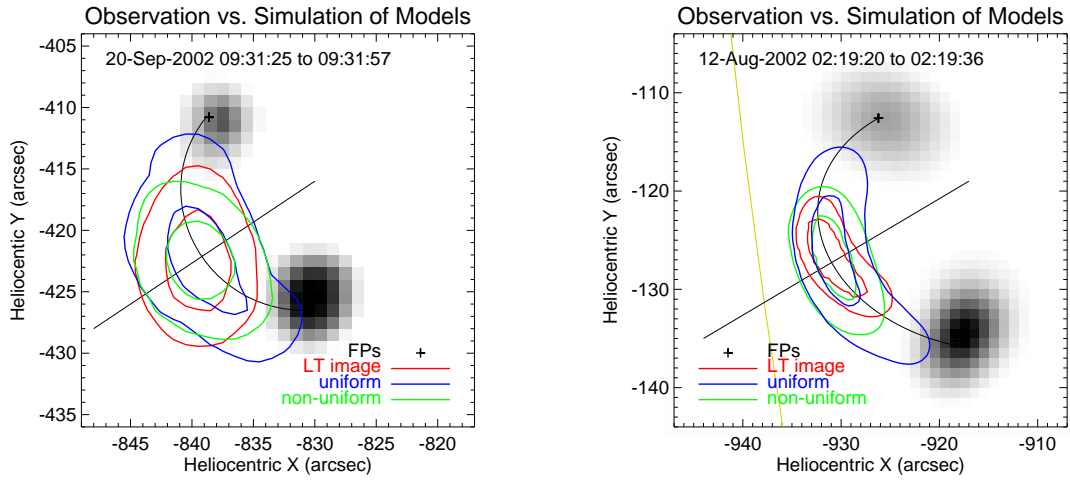 Observation vs. Simulation of Models
20-Sep-2002 09:31:25 to 09:31:57
Heliocentric Y (arcsec)
-405
-410
-415
-420
-425
-430
-435
FPs
LT image
uniform
non-uniform
-845
-840
-835
-830
-825
-820
Heliocentric X (arcsec)
Observation vs. Simulation of Models
12-Aug-2002 02:19:20 to 02:19:36
Heliocentric Y (arcsec)
-110
-120
-130
-140
FPs
LT image
uniform
non-uniform
-940
-930
-920
-910
Heliocentric X (arcsec)